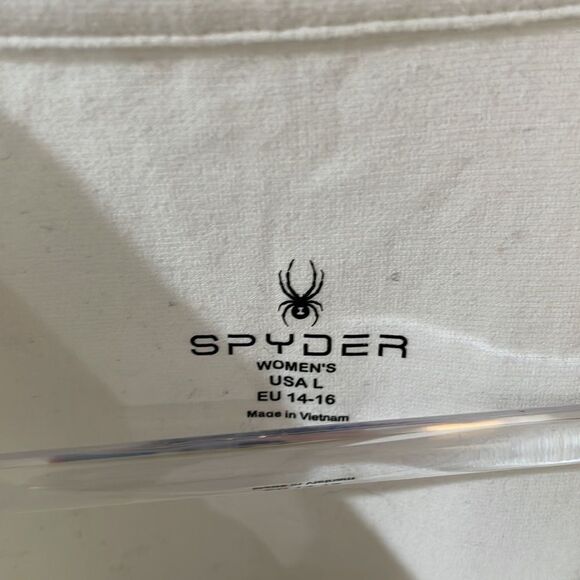 SPYDER
WOMEN'S
USA L
EU 14-16
Made in Vietnam